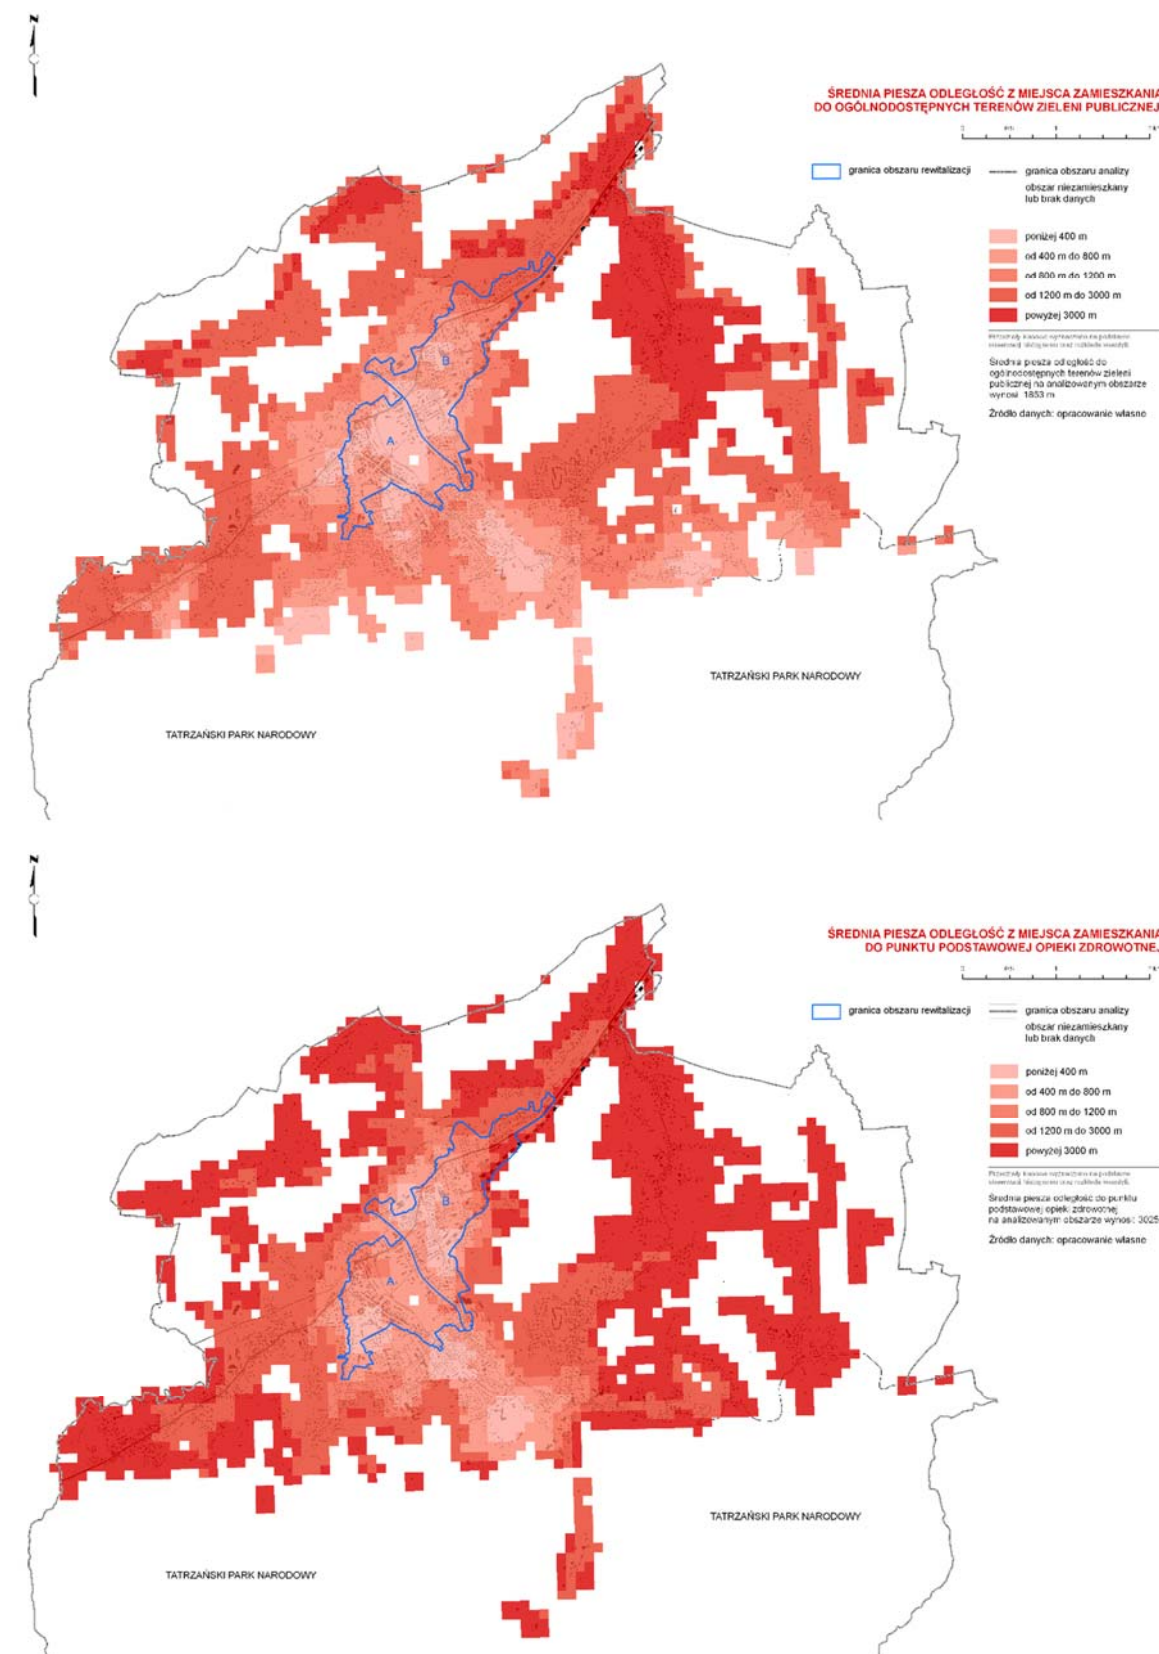 N
ŚREDNIA PIESZA ODLEGŁOŚĆ Z MIEJSCA ZAMIESZKANIA
DO OGÓLNODOSTĘPNYCH TERENÓW ZIELENI PUBLICZNEJ
granica obszaru rewitalizacji
granica obszaru analizy
obszar niezamieszkany
lub brak danych
poniżej 400 m
od 400 m do 800 m
od 800 m do 1200 m
od 1200 m do 3000 m
powyżej 3000 m
Średnia piesza odległość do
ogólnodostępnych terenów zieleni
publicznej na analizowanym obszarze
wynosi: 1853 m
Źródło danych: opracowanie własne
B
A
TATRZAŃSKI PARK NARODOWY
TATRZAŃSKI PARK NARODOWY
N
ŚREDNIA PIESZA ODLEGŁOŚĆ Z MIEJSCA ZAMIESZKANIA
DO PUNKTU PODSTAWOWEJ OPIEKI ZDROWOTNEJ
granica obszaru rewitalizacji
granica obszaru analizy
obszar niezamieszkany
lub brak danych
poniżej 400 m
od 400 m do 800 m
od 800 m do 1200 m
od 1200 m do 3000 m
powyżej 3000 m
Średnia piesza odległość do punktu
podstawowej opieki zdrowotnej
na analizowanym obszarze wynosi: 3025
Źródło danych: opracowanie własne
B
A
TATRZAŃSKI PARK NARODOWY
TATRZAŃSKI PARK NARODOWY